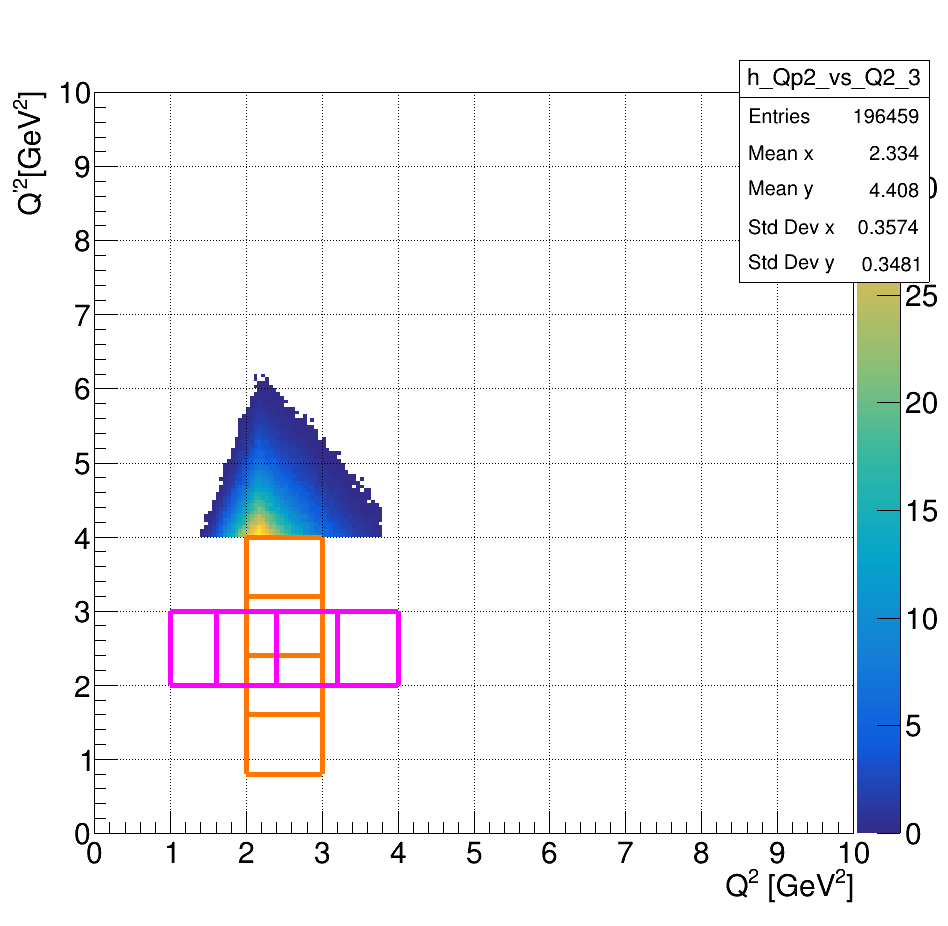 h_Qp2_vs_Q2_3
Entries 196459
Mean x 2.334
Mean y 4.408
Std Dev x 0.3574
Std Dev y 0.3481
Q'2[GeV2]
10
9
8
7
6
5
4
3
2
1
0
0 1 2 3 4 5 6 7 8 9 10
Q2 [GeV2]
25
20
15
10
5
0